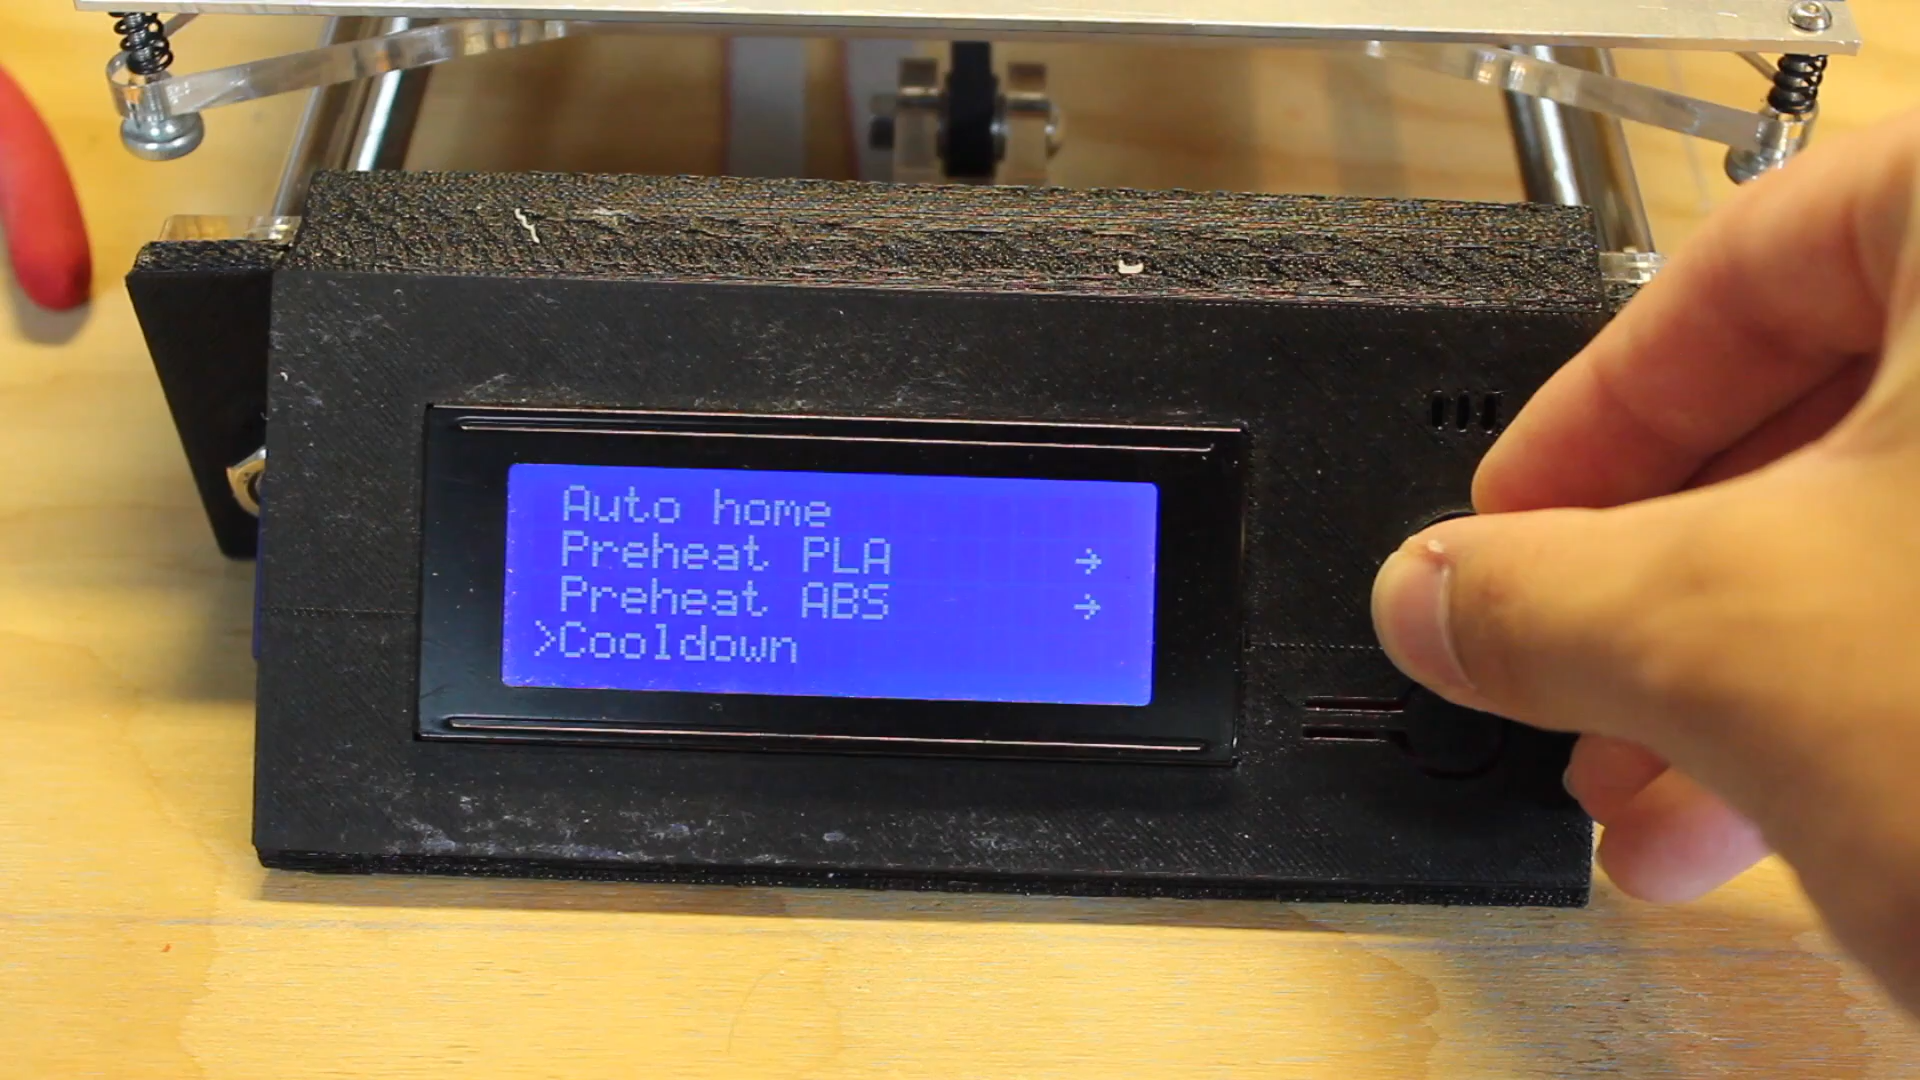 Auto home
Preheat PLA →
Preheat ABS →
>Cooldown